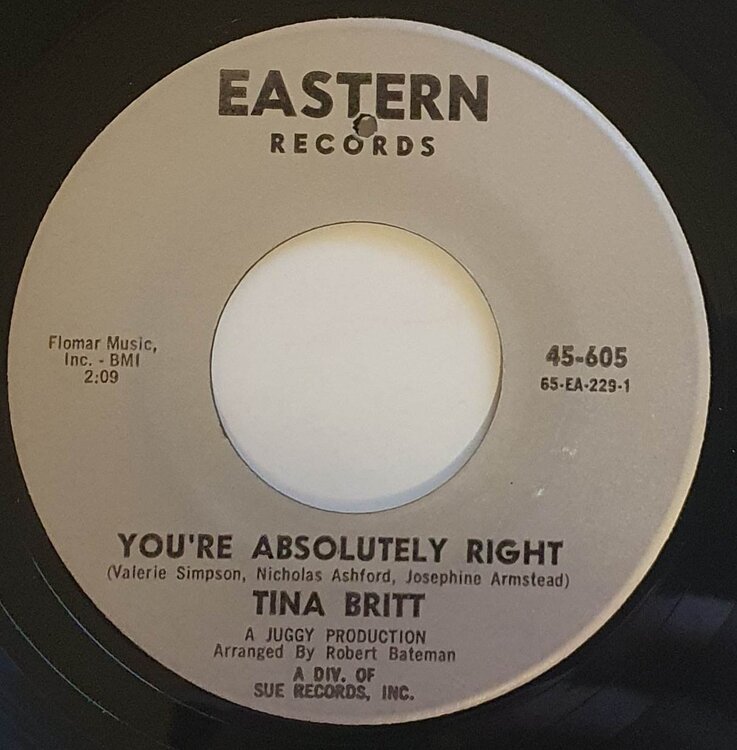 EASTERN
RECORDS
Flomar Music,
Inc. - BMI
2:09
45-605
65-EA-229-1
YOU'RE ABSOLUTELY RIGHT
(Valerie Simpson, Nicholas Ashford, Josephine Armstead)
TINA BRITT
A JUGGY PRODUCTION
Arranged By Robert Bateman
A DIV. OF
SUE RECORDS, INC.